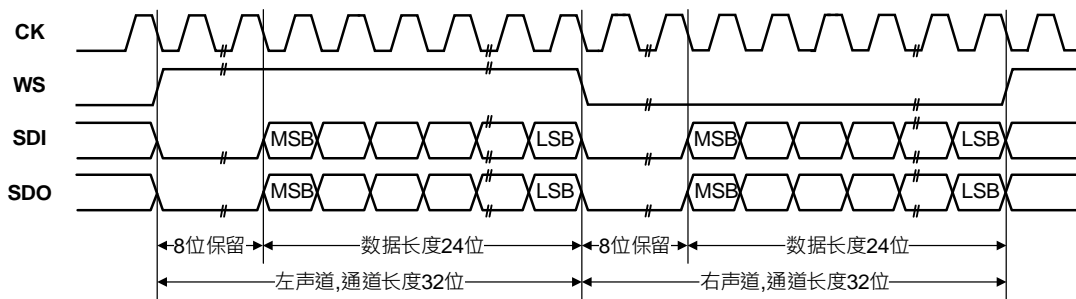 CK
WS
SDI MSB LSB MSB LSB
SDO MSB LSB MSB LSB
8位保留 数据长度24位 8位保留 数据长度24位
左声道,通道长度32位 右声道,通道长度32位